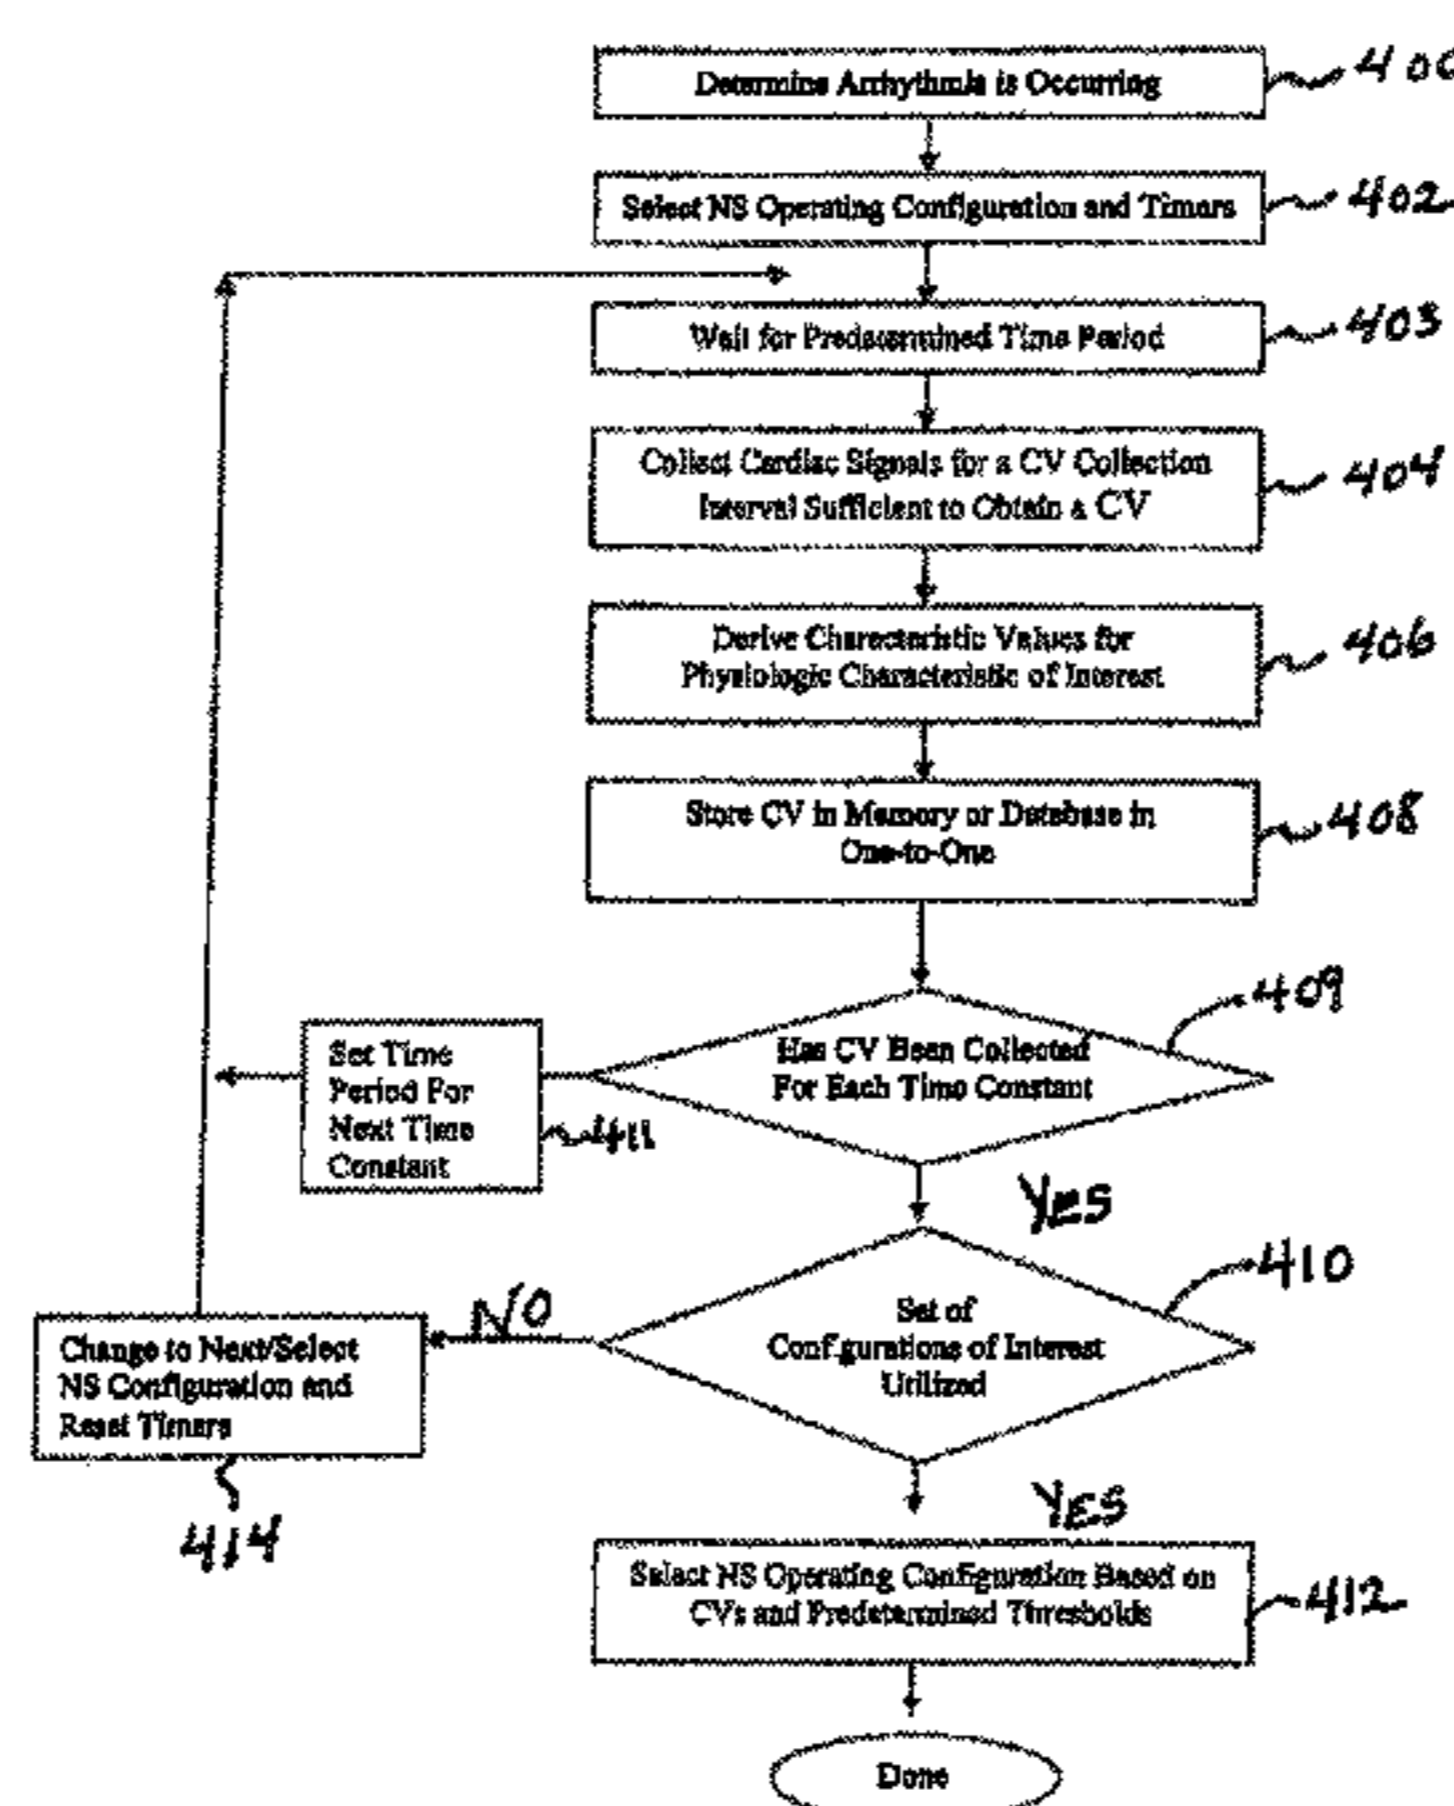 Determine Arrhythmia is Occurring
400
Select NS Operating Configuration and Timers
402
Wait for Predetermined Time Period
403
Collect Cardiac Signals for a CV Collection
Interval Sufficient to Obtain a CV
404
Derive Characteristic Values for
Physiologic Characteristic of Interest
406
Store CV in Memory or Database in
One-to-One
408
Has CV Been Collected
For Each Time Constant
409
Set Time
Period For
Next Time
Constant
411
YES
Set of
Configurations of Interest
Utilized
410
NO
Change to Next/Select
NS Configuration and
Reset Timers
414
YES
Select NS Operating Configuration Based on
CVs and Predetermined Thresholds
412
Done